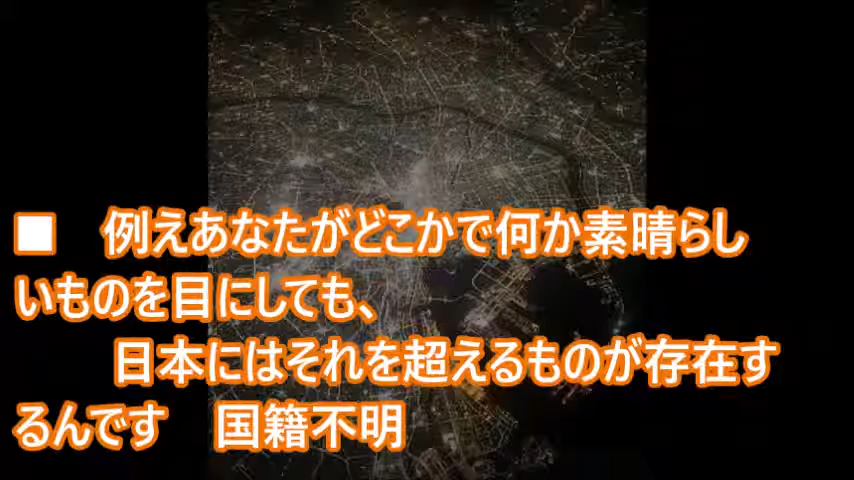 ■　例えあなたがどこかで何か素晴らし
いものを目にしても、
　　日本にはそれを超えるものが存在す
るんです　国籍不明